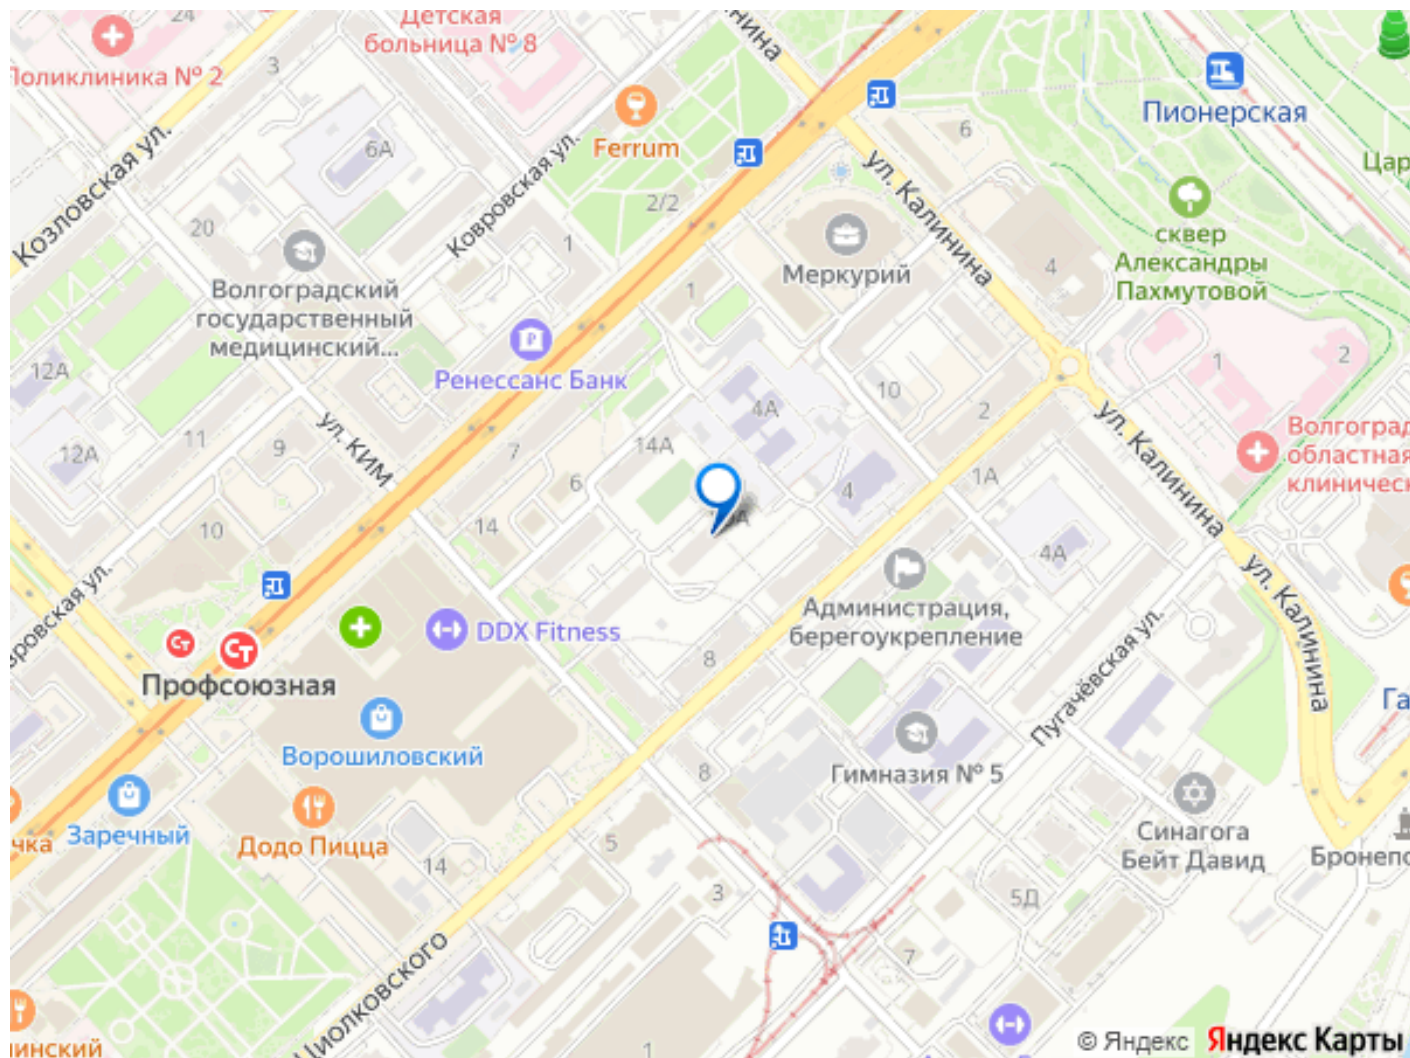 24
Детская
больница № 8
Поликлиника № 2
3
Козловская ул.
6А
Ковровская ул.
Ferrum
2/2
1
20
Волгоградский
государственный
медицинский...
ул. Калинина
6
Пионерская
сквер
Александры
Пахмутовой
4
Меркурий
1
Ренессанс Банк
12А
12А
11
9
ул. КИМ
7
14А
4А
10
2
1
2
ул. Калинина
1А
4
6
14
10
4А
ул. Калинина
Администрация,
берегоукрепление
DDX Fitness
Профсоюзная
8
Пугачёвская ул.
Ворошиловский
8
Гимназия № 5
Заречный
Додо Пицца
14
5
3
Синагога
Бейт Давид
5Д
7
Циолковского
1
© Яндекс
Яндекс Карты